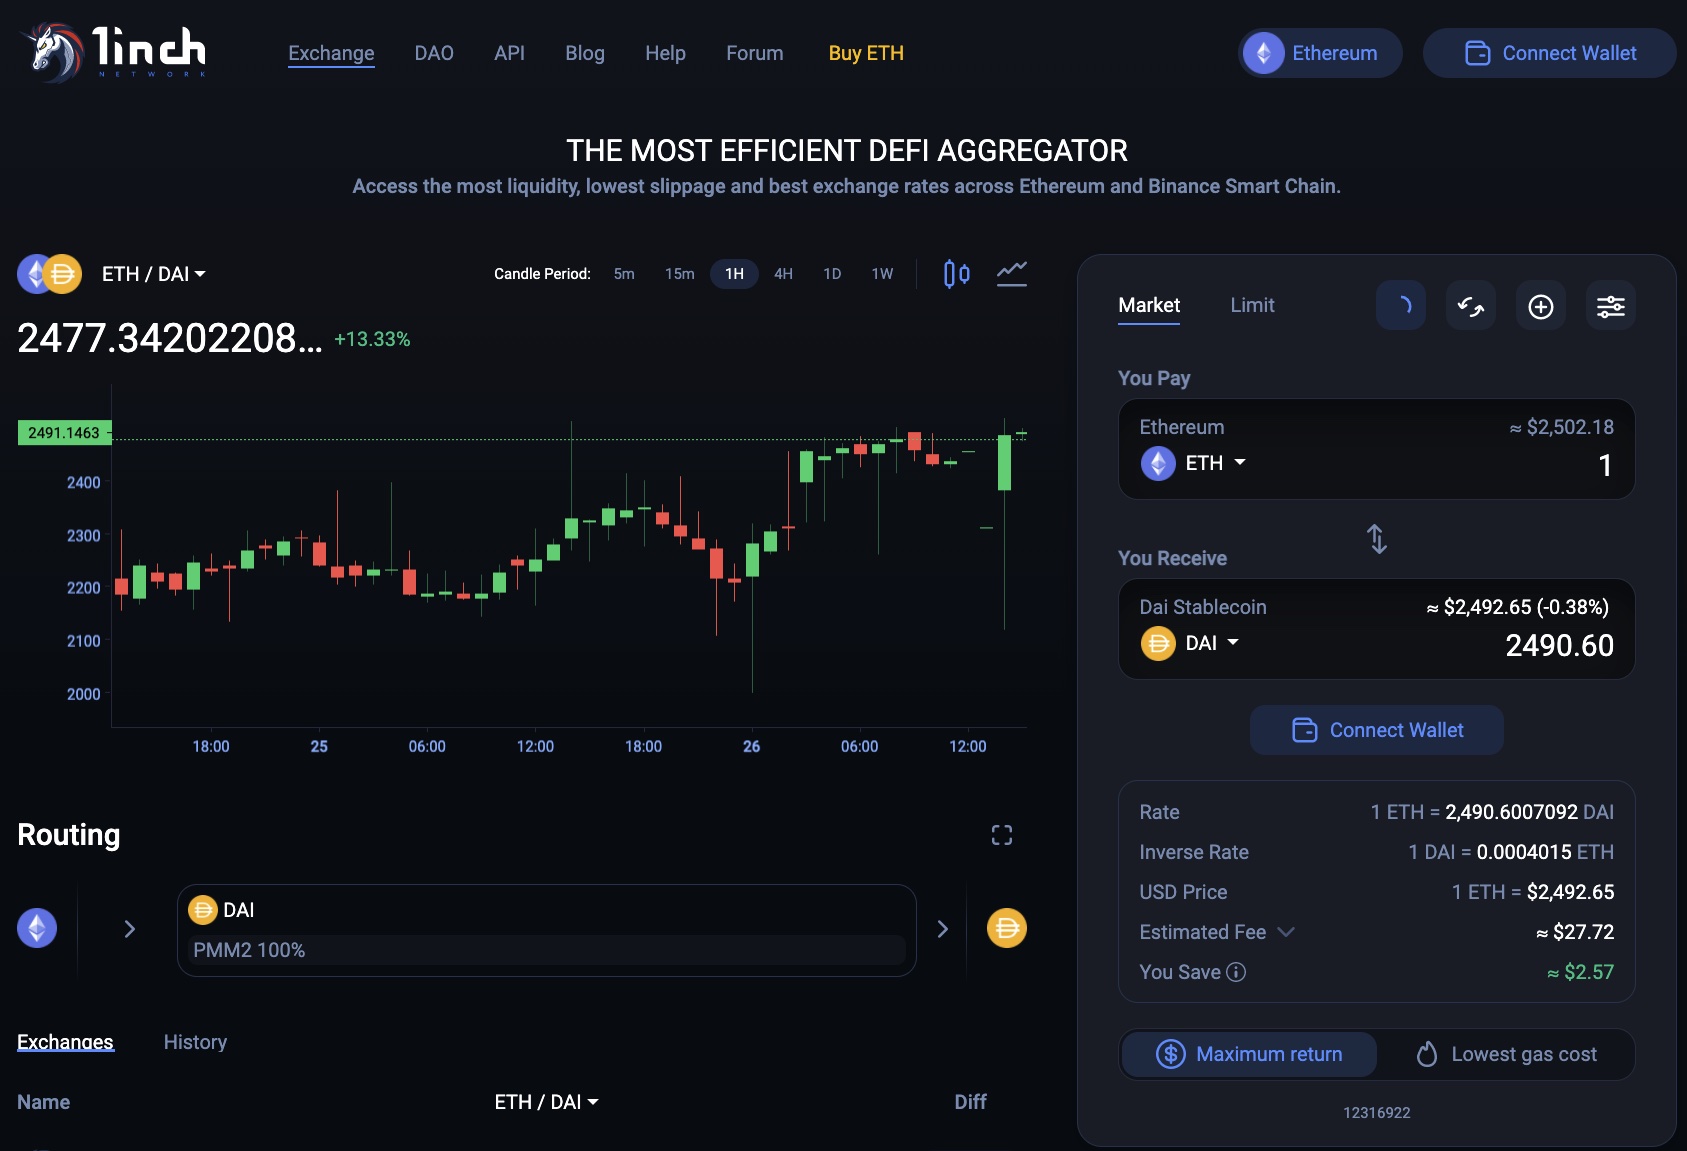 1inch
NETWORK
Exchange DAO API Blog Help Forum Buy ETH Ethereum Connect Wallet
THE MOST EFFICIENT DEFI AGGREGATOR
Access the most liquidity, lowest slippage and best exchange rates across Ethereum and Binance Smart Chain.
ETH / DAI Candle Period: 5m 15m 1H 4H 1D 1W
2477.34202208... +13.33%
2491.1463
2400
2300
2200
2100
2000
18:00 25 06:00 12:00 18:00 26 06:00 12:00
Routing
DAI
PMM2 100%
Exchanges History
Name ETH / DAI Diff
Market Limit
You Pay
Ethereum ≈ $2,502.18
ETH 1
You Receive
Dai Stablecoin ≈ $2,492.65 (-0.38%)
DAI 2490.60
Connect Wallet
Rate 1 ETH = 2,490.6007092 DAI
Inverse Rate 1 DAI = 0.0004015 ETH
USD Price 1 ETH = $2,492.65
Estimated Fee ≈ $27.72
You Save ≈ $2.57
Maximum return Lowest gas cost
12316922